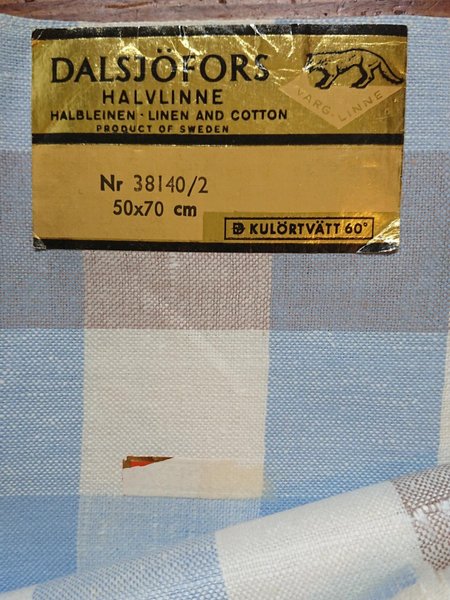 DALSJÖFORS
HALVLINNE
HALBLEINEN · LINEN AND COTTON
PRODUCT OF SWEDEN
VARG-LINNE
Nr 38140/2
50x70 cm
KULÖRTVÄTT 60°